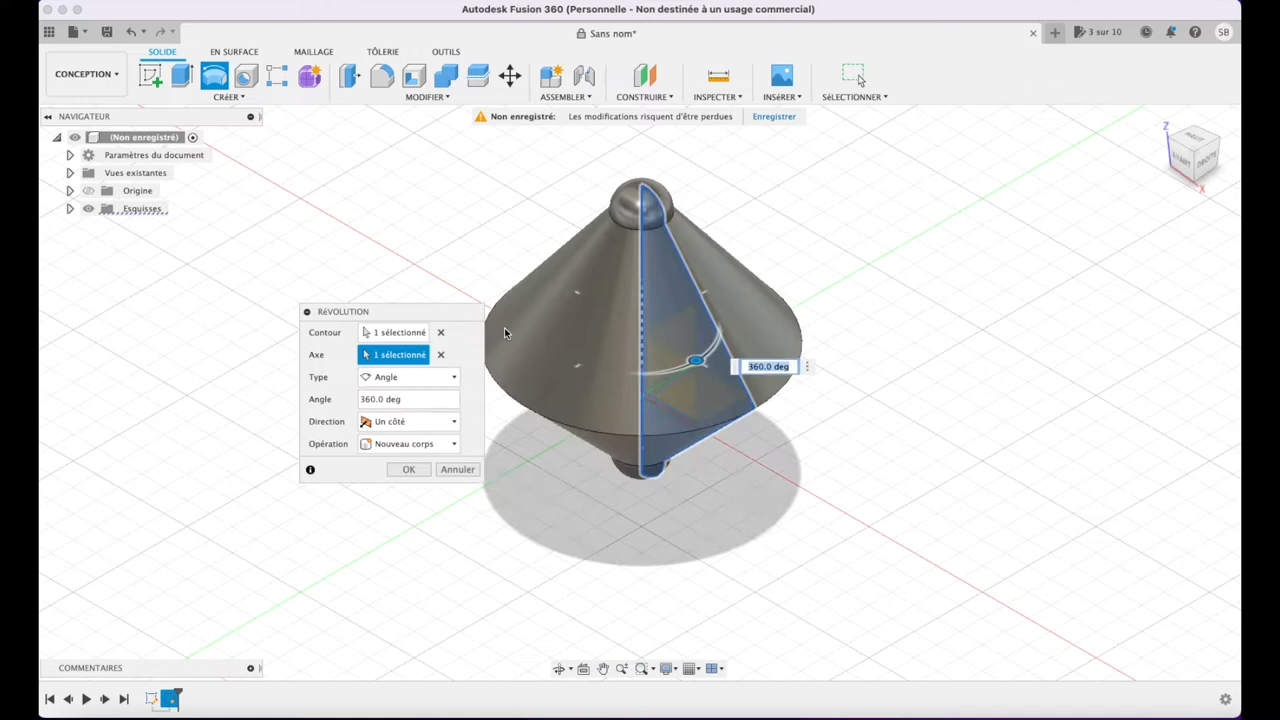 Autodesk Fusion 360 (Personnelle - Non destinée à un usage commercial)
Sans nom*
3 sur 10
SB
SOLIDE
EN SURFACE
MAILLAGE
TÔLERIE
OUTILS
CONCEPTION
CRÉER
MODIFIER
ASSEMBLER
CONSTRUIRE
INSPECTER
INSéRER
SéLECTIONNER
NAVIGATEUR
Non enregistré:
Les modifications risquent d'être perdues
Enregistrer
(Non enregistré)
Paramètres du document
Vues existantes
Origine
Esquisses
Z
HAUT
AVANT
DROITE
X
RéVOLUTION
Contour
1 sélectionné
Axe
1 sélectionné
Type
Angle
Angle
360.0 deg
360.0 deg
Direction
Un côté
Opération
Nouveau corps
OK
Annuler
COMMENTAIRES